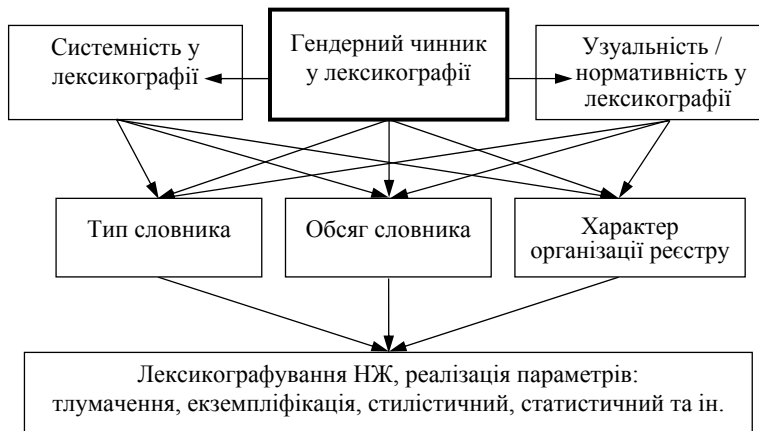 Системність у
лексикографії
Гендерний чинник
у лексикографії
Узуальність /
нормативність у
лексикографії
Тип словника
Обсяг словника
Характер
організації реєстру
Лексикографування НЖ, реалізація параметрів:
тлумачення, екземпліфікація, стилістичний, статистичний та ін.